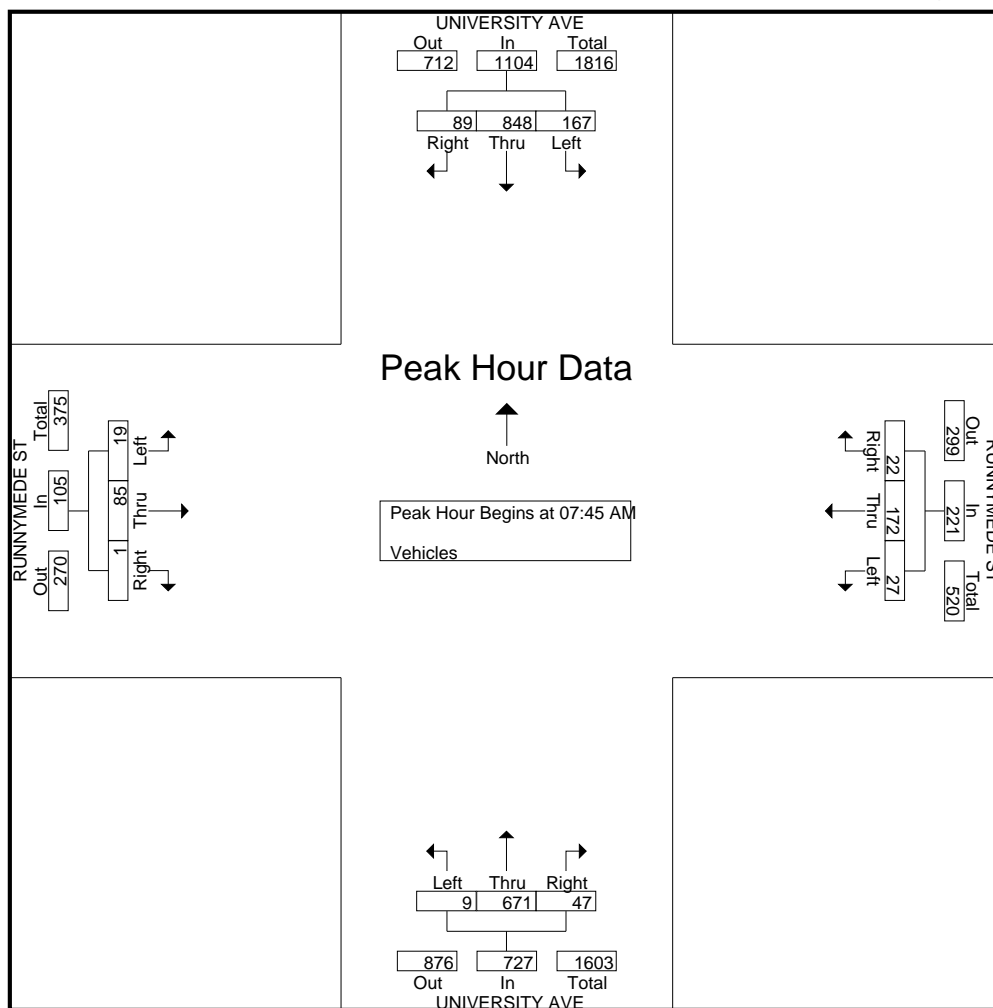 UNIVERSITY AVE
Out In Total
712 1104 1816
89 848 167
Right Thru Left
Peak Hour Data
North
Peak Hour Begins at 07:45 AM
Vehicles
RUNNYMEDE ST
Out In Total
270 105 375
19 85 1
Left Thru Right
RUNNYMEDE ST
Out In Total
299 221 520
22 172 27
Right Thru Left
Left Thru Right
9 671 47
876 727 1603
Out In Total
UNIVERSITY AVE